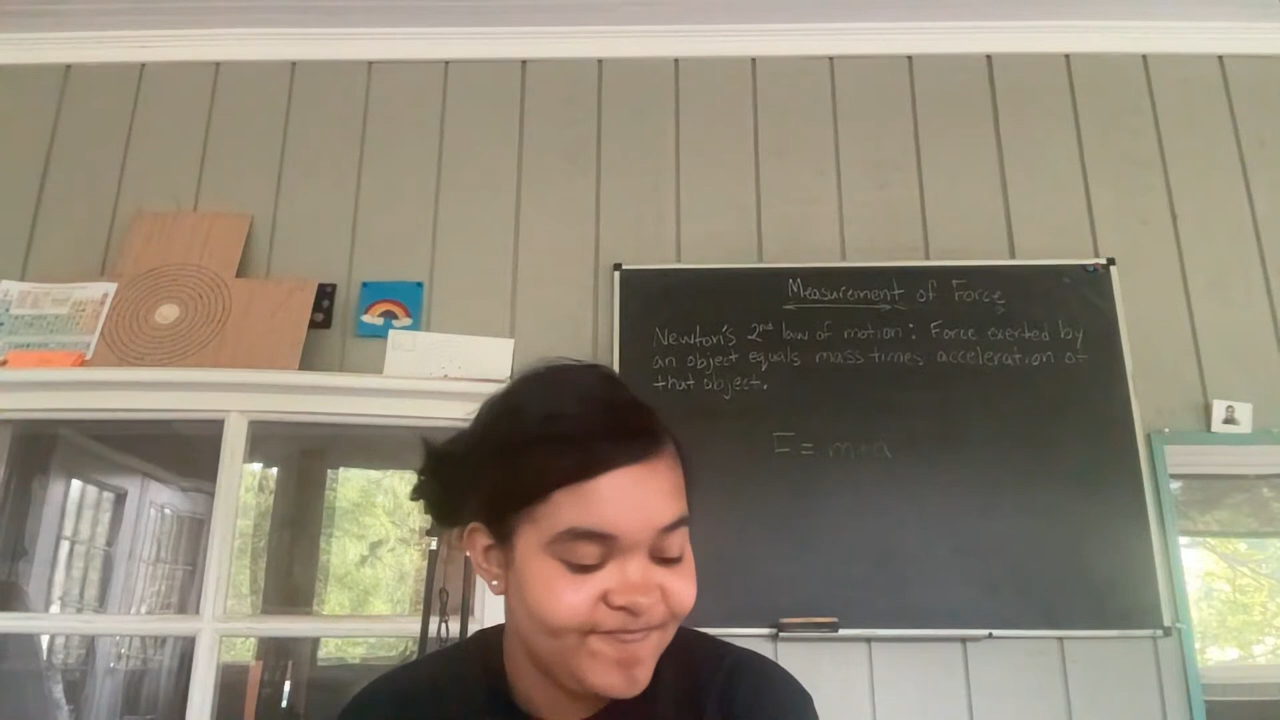 Measurement of Force
Newton's 2nd law of motion: Force exerted by
an object equals mass times acceleration of
that object.
F = m•a